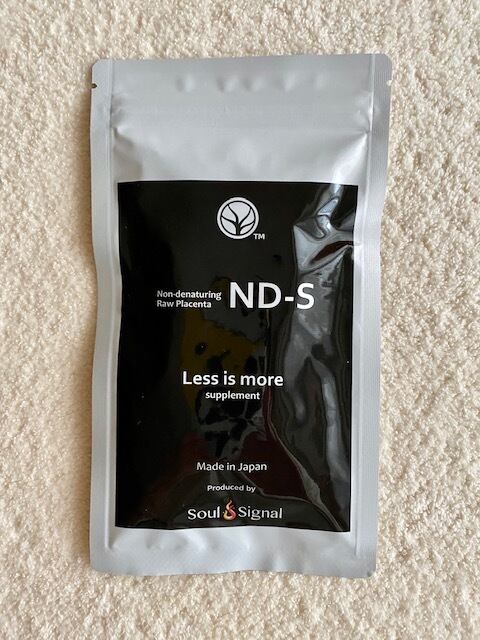 TM
Non-denaturing
Raw Placenta
ND-S
Less is more
supplement
Made in Japan
Produced by
Soul Signal